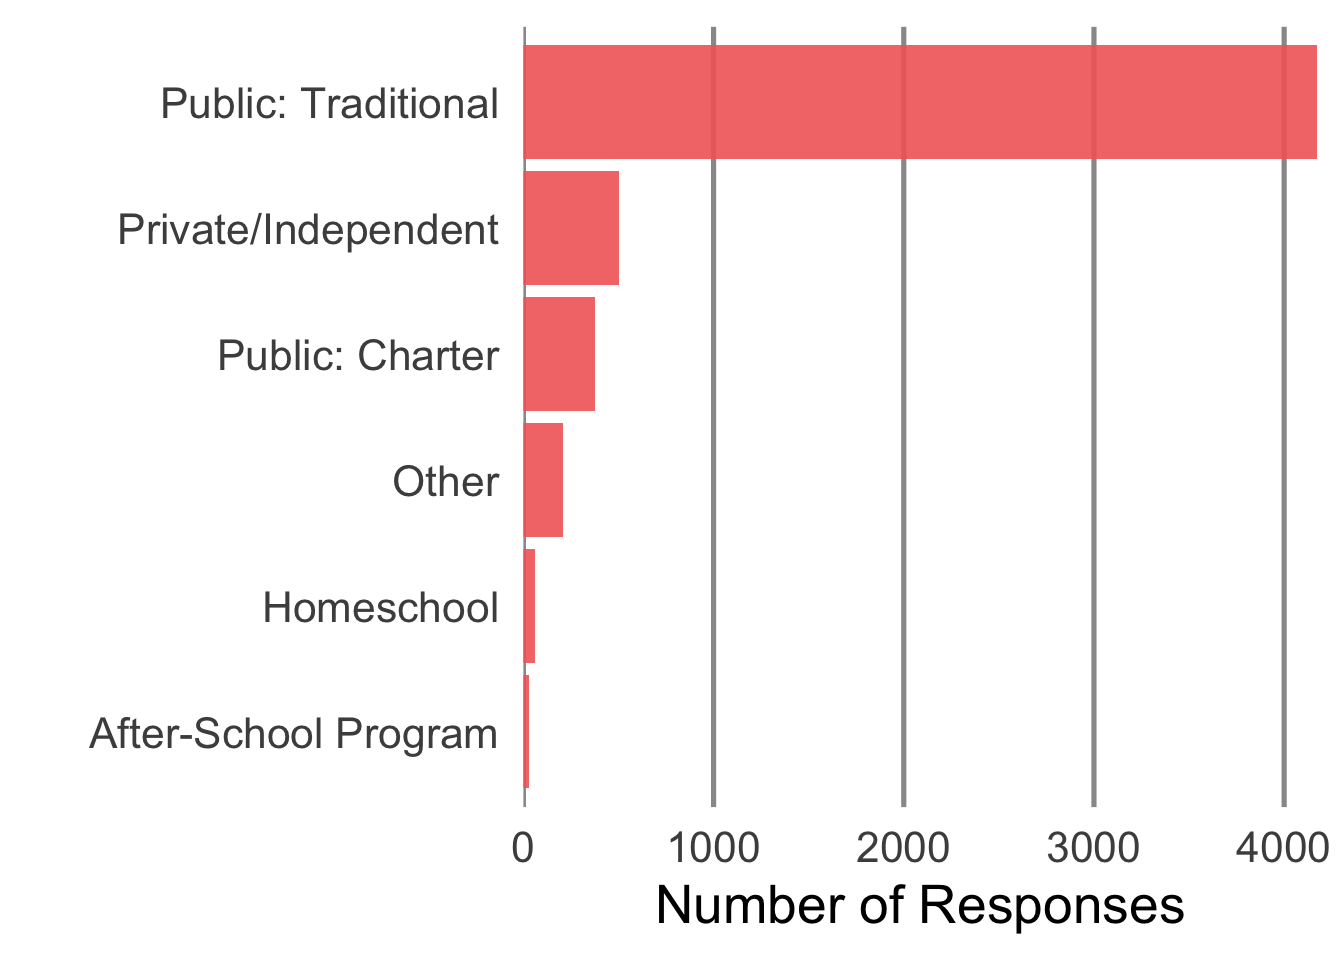 Public: Traditional
Private/Independent
Public: Charter
Other
Homeschool
After-School Program
0 1000 2000 3000 4000
Number of Responses